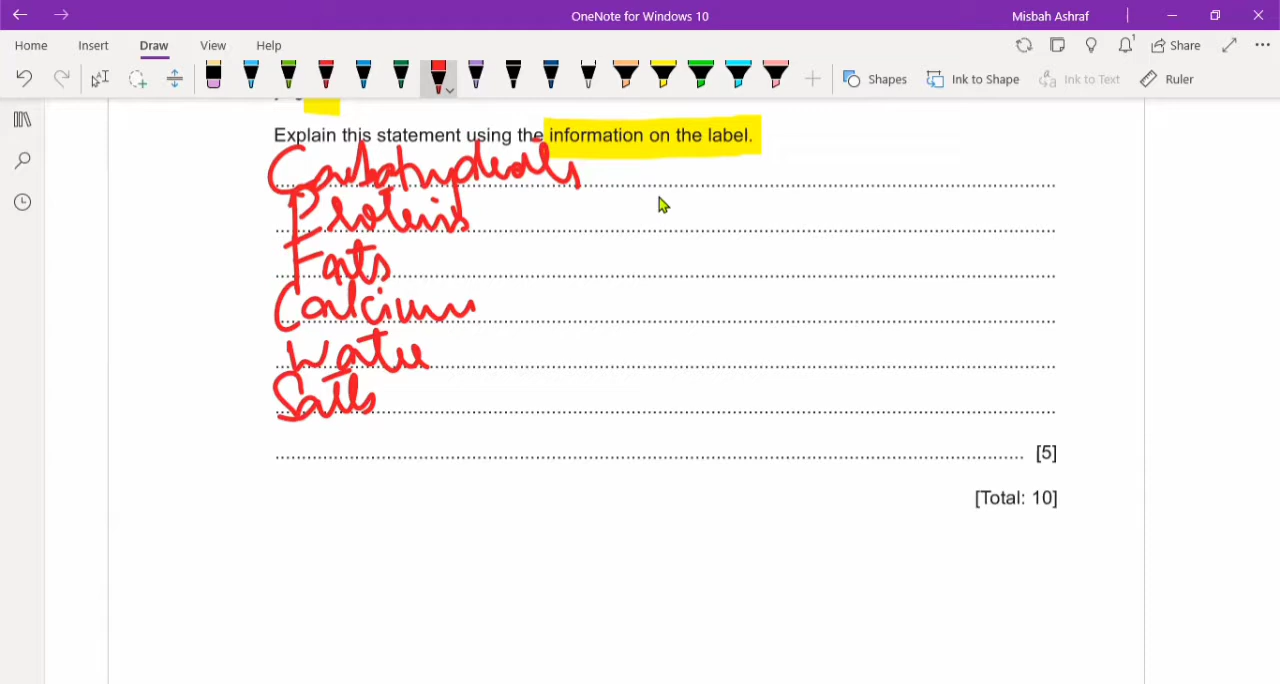 OneNote for Windows 10
Misbah Ashraf
Home Insert Draw View Help
Share
Shapes
Ink to Shape
Ink to Text
Ruler
Explain this statement using the information on the label.
Carbohydrates
Proteins
Fats
Calcium
Water
Salts
[5]
[Total: 10]